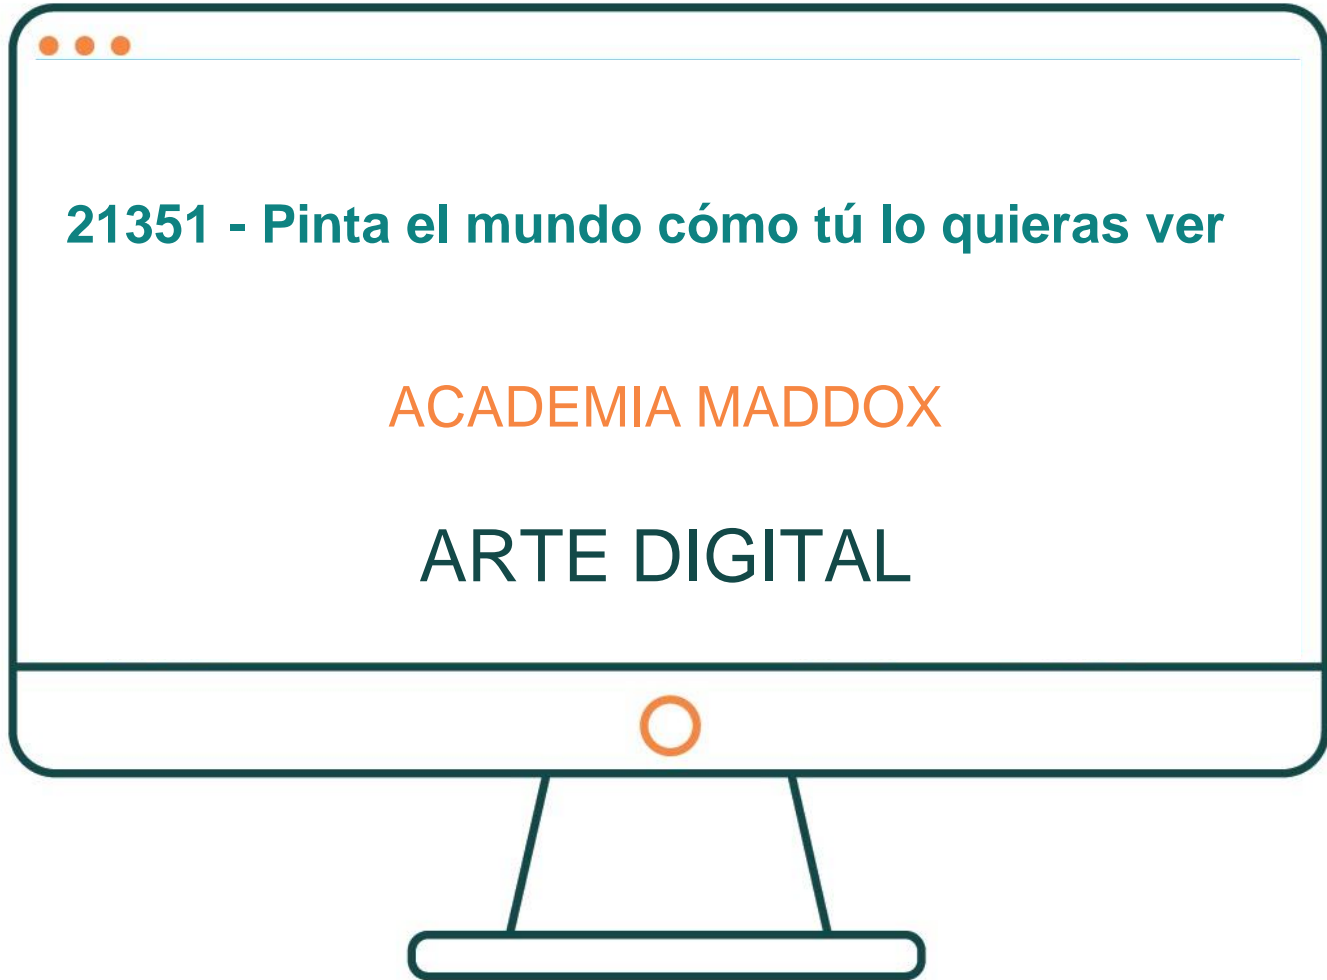 21351 - Pinta el mundo cómo tú lo quieras ver
ACADEMIA MADDOX
ARTE DIGITAL